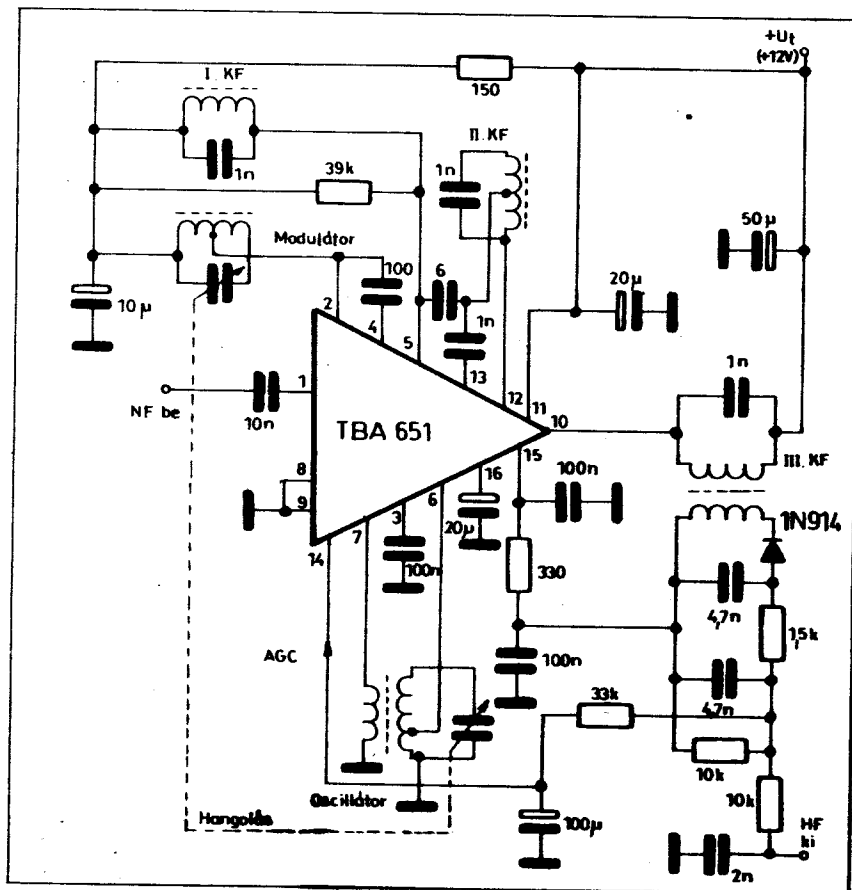 +Ut
(+12V)
I. KF
150
1n
II. KF
39k
1n
50µ
Modulátor
100
6
20µ
10µ
2
4
5
1n
13
1n
1
12
11
10
NF be
10n
TBA 651
III. KF
8
15
16
100n
9
6
1N914
3
20µ
7
14
100n
330
4,7n
1,5k
AGC
100n
33k
4,7n
10k
10k
Oscillátor
Hangolás
100µ
HF
ki
2n